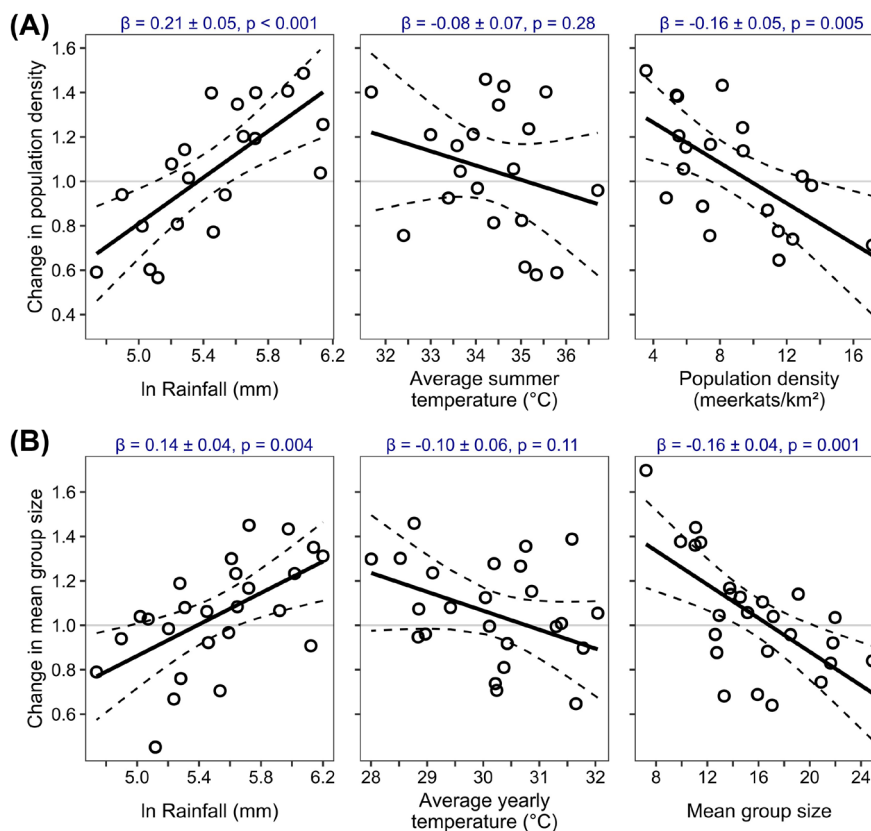 (A)
β = 0.21 ± 0.05, p < 0.001
β = -0.08 ± 0.07, p = 0.28
β = -0.16 ± 0.05, p = 0.005
Change in population density
1.6
1.4
1.2
1.0
0.8
0.6
0.4
5.0 5.4 5.8 6.2
32 33 34 35 36
4 8 12 16
ln Rainfall (mm)
Average summer
temperature (°C)
Population density
(meerkats/km²)
(B)
β = 0.14 ± 0.04, p = 0.004
β = -0.10 ± 0.06, p = 0.11
β = -0.16 ± 0.04, p = 0.001
Change in mean group size
1.6
1.4
1.2
1.0
0.8
0.6
5.0 5.4 5.8 6.2
28 29 30 31 32
8 12 16 20 24
ln Rainfall (mm)
Average yearly
temperature (°C)
Mean group size